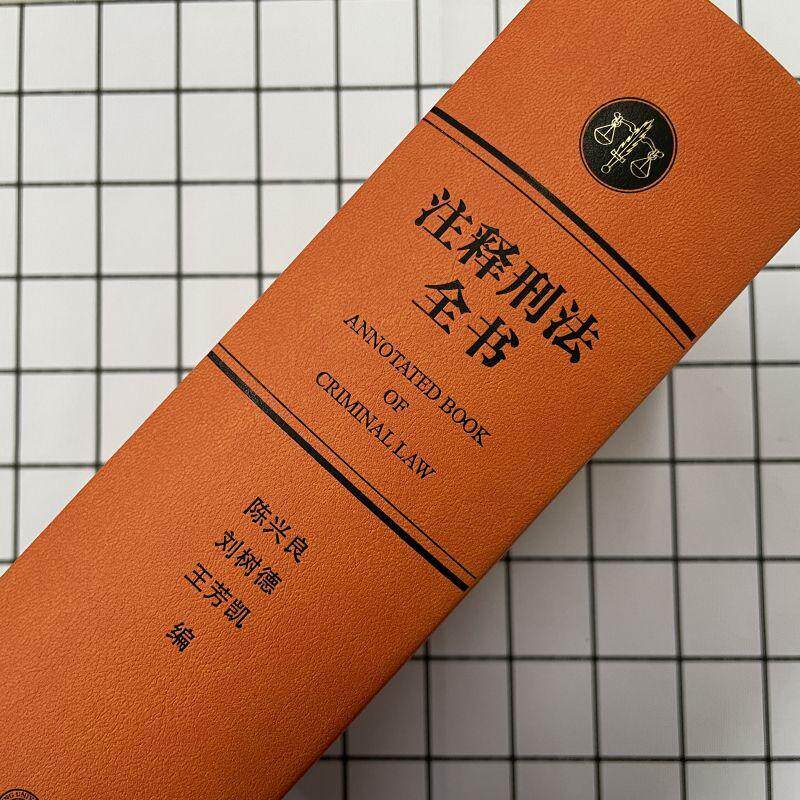 注释刑法
全书
ANNOTATED BOOK
OF
CRIMINAL LAW
陈兴良
刘树德
王芳凯
编